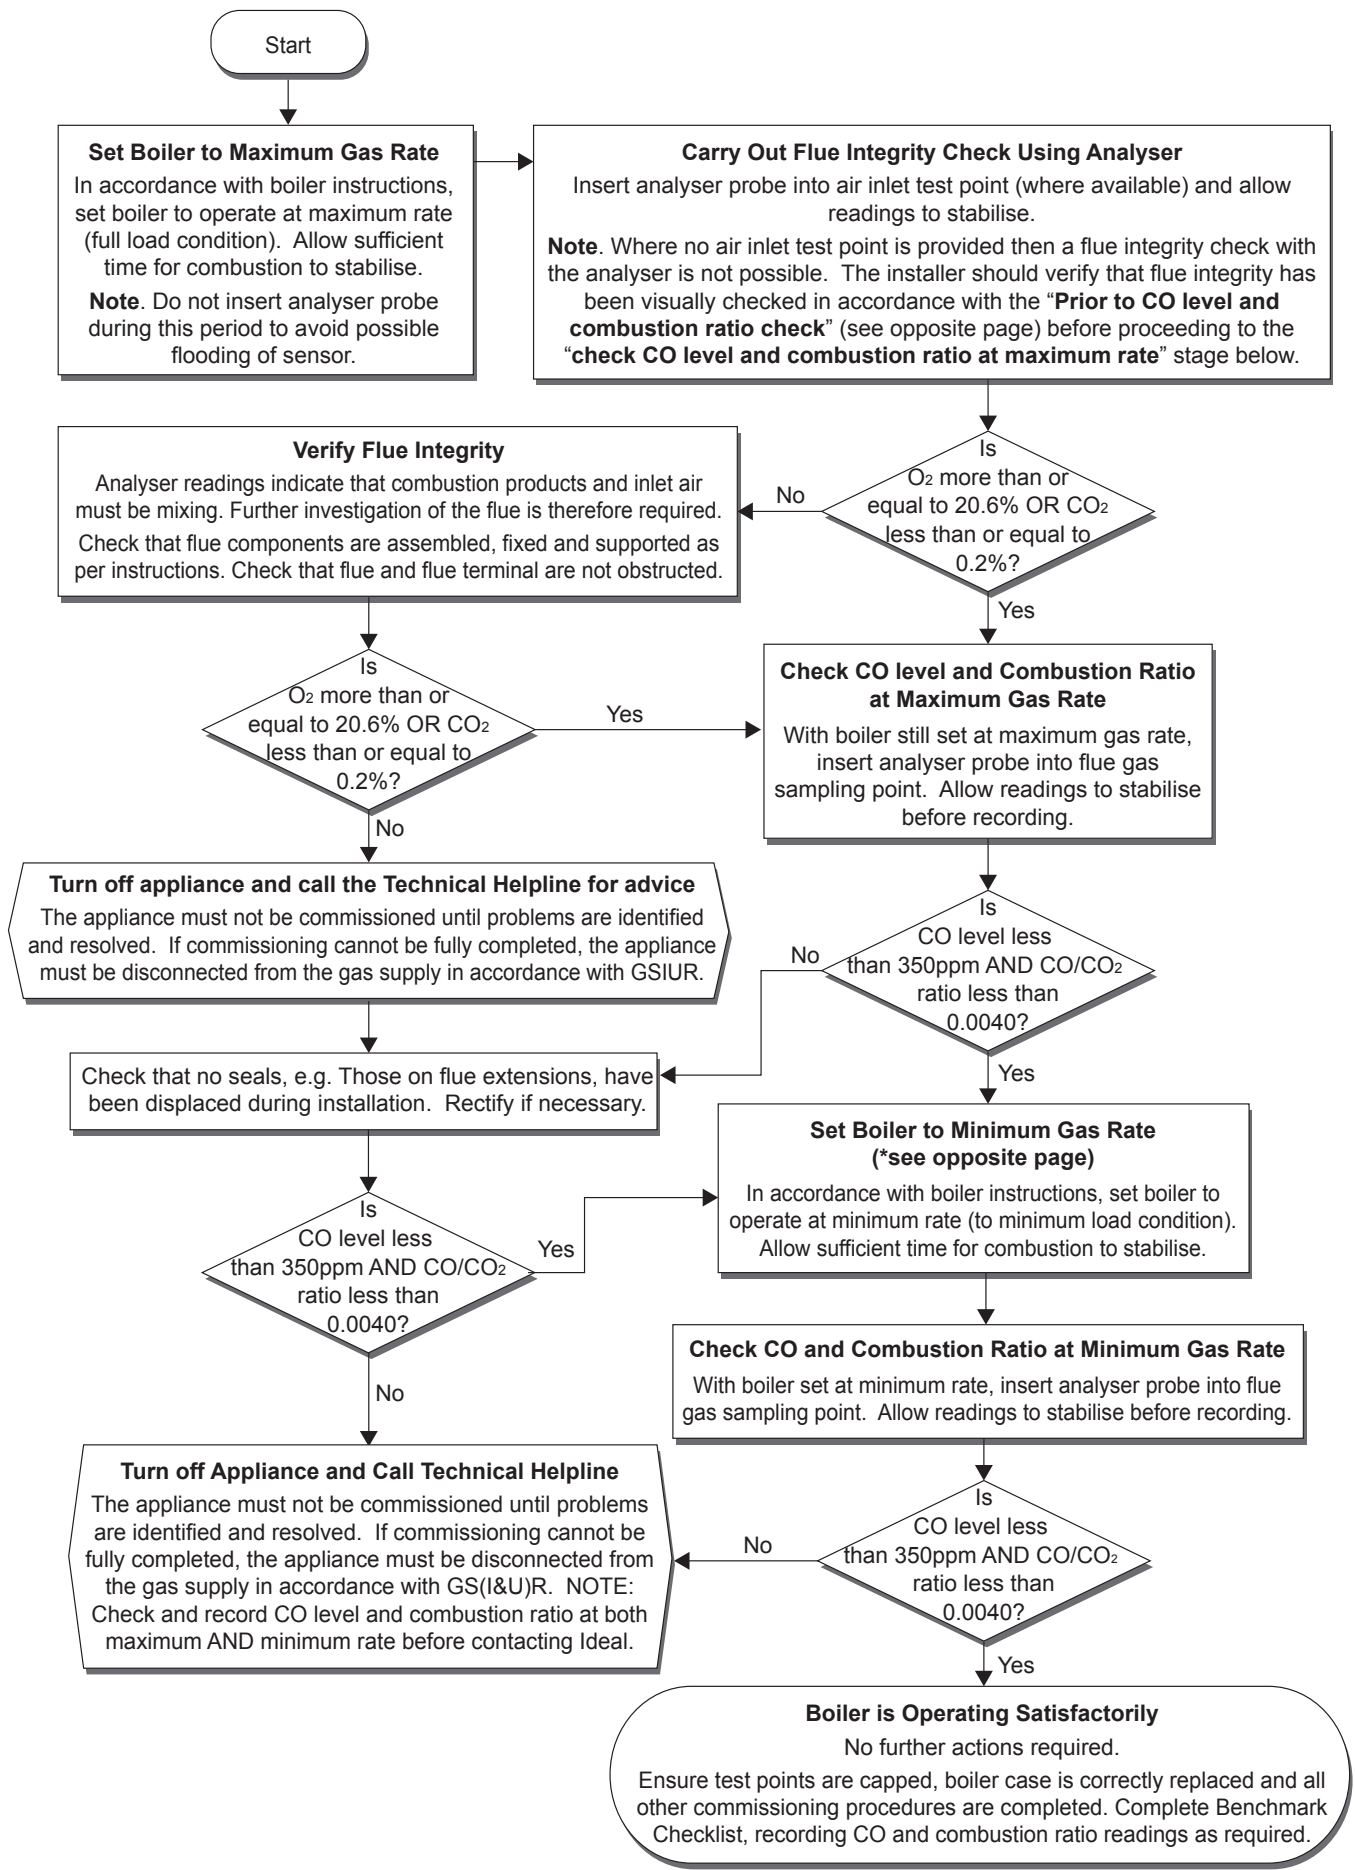 Start
Set Boiler to Maximum Gas Rate
In accordance with boiler instructions,
set boiler to operate at maximum rate
(full load condition). Allow sufficient
time for combustion to stabilise.
Note. Do not insert analyser probe
during this period to avoid possible
flooding of sensor.
Carry Out Flue Integrity Check Using Analyser
Insert analyser probe into air inlet test point (where available) and allow
readings to stabilise.
Note. Where no air inlet test point is provided then a flue integrity check with
the analyser is not possible. The installer should verify that flue integrity has
been visually checked in accordance with the “Prior to CO level and
combustion ratio check” (see opposite page) before proceeding to the
“check CO level and combustion ratio at maximum rate” stage below.
Is
O2 more than or
equal to 20.6% OR CO2
less than or equal to
0.2%?
No
Yes
Verify Flue Integrity
Analyser readings indicate that combustion products and inlet air
must be mixing. Further investigation of the flue is therefore required.
Check that flue components are assembled, fixed and supported as
per instructions. Check that flue and flue terminal are not obstructed.
Is
O2 more than or
equal to 20.6% OR CO2
less than or equal to
0.2%?
Yes
No
Check CO level and Combustion Ratio
at Maximum Gas Rate
With boiler still set at maximum gas rate,
insert analyser probe into flue gas
sampling point. Allow readings to stabilise
before recording.
Turn off appliance and call the Technical Helpline for advice
The appliance must not be commissioned until problems are identified
and resolved. If commissioning cannot be fully completed, the appliance
must be disconnected from the gas supply in accordance with GSIUR.
Is
CO level less
than 350ppm AND CO/CO2
ratio less than
0.0040?
No
Yes
Check that no seals, e.g. Those on flue extensions, have
been displaced during installation. Rectify if necessary.
Set Boiler to Minimum Gas Rate
(*see opposite page)
In accordance with boiler instructions, set boiler to
operate at minimum rate (to minimum load condition).
Allow sufficient time for combustion to stabilise.
Is
CO level less
than 350ppm AND CO/CO2
ratio less than
0.0040?
Yes
No
Check CO and Combustion Ratio at Minimum Gas Rate
With boiler set at minimum rate, insert analyser probe into flue
gas sampling point. Allow readings to stabilise before recording.
Turn off Appliance and Call Technical Helpline
The appliance must not be commissioned until problems
are identified and resolved. If commissioning cannot be
fully completed, the appliance must be disconnected from
the gas supply in accordance with GS(I&U)R. NOTE:
Check and record CO level and combustion ratio at both
maximum AND minimum rate before contacting Ideal.
Is
CO level less
than 350ppm AND CO/CO2
ratio less than
0.0040?
No
Yes
Boiler is Operating Satisfactorily
No further actions required.
Ensure test points are capped, boiler case is correctly replaced and all
other commissioning procedures are completed. Complete Benchmark
Checklist, recording CO and combustion ratio readings as required.